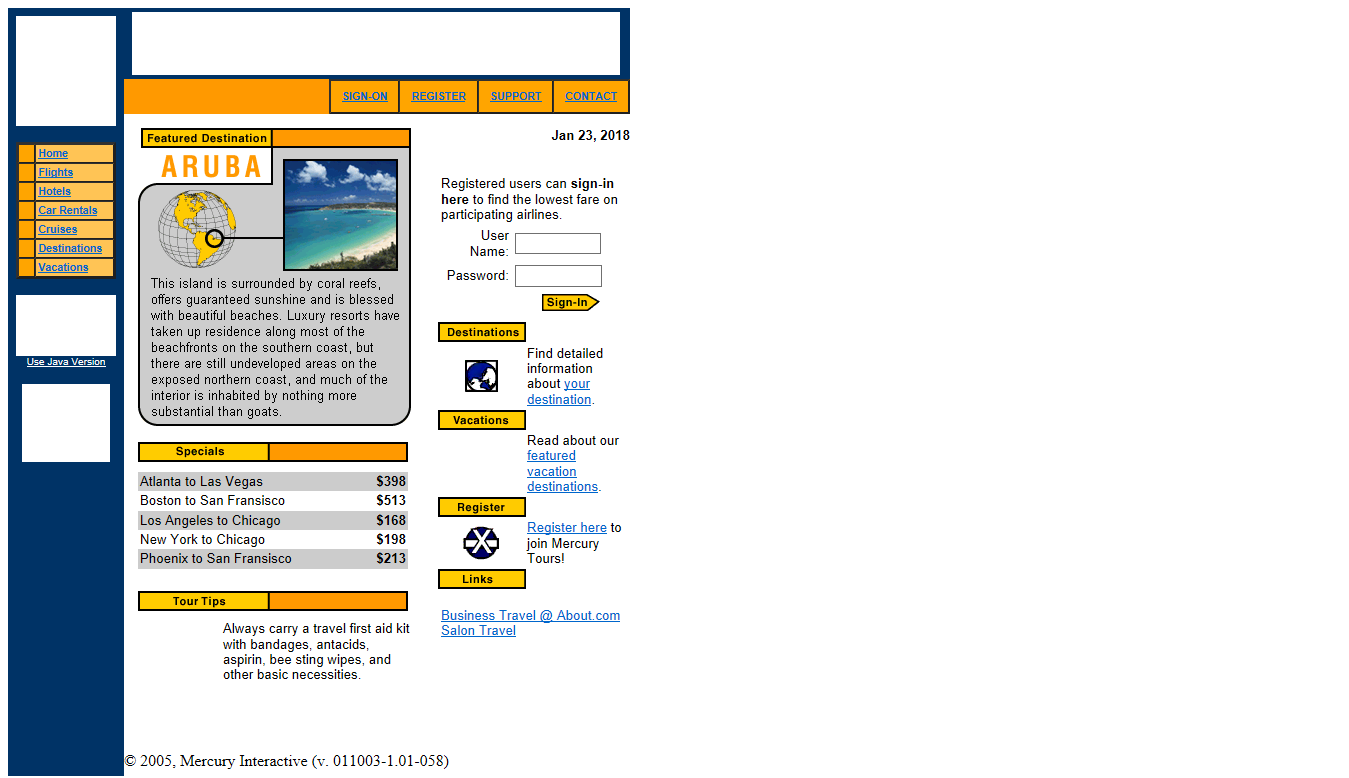 SIGN-ON REGISTER SUPPORT CONTACT
Home
Flights
Hotels
Car Rentals
Cruises
Destinations
Vacations
Use Java Version
Featured Destination
ARUBA
This island is surrounded by coral reefs,
offers guaranteed sunshine and is blessed
with beautiful beaches. Luxury resorts have
taken up residence along most of the
beachfronts on the southern coast, but
there are still undeveloped areas on the
exposed northern coast, and much of the
interior is inhabited by nothing more
substantial than goats.
Specials
Atlanta to Las Vegas $398
Boston to San Fransisco $513
Los Angeles to Chicago $168
New York to Chicago $198
Phoenix to San Fransisco $213
Tour Tips
Always carry a travel first aid kit
with bandages, antacids,
aspirin, bee sting wipes, and
other basic necessities.
Jan 23, 2018
Registered users can sign-in
here to find the lowest fare on
participating airlines.
User
Name:
Password:
Sign-In
Destinations
Find detailed
information
about your
destination.
Vacations
Read about our
featured
vacation
destinations.
Register
Register here to
join Mercury
Tours!
Links
Business Travel @ About.com
Salon Travel
© 2005, Mercury Interactive (v. 011003-1.01-058)